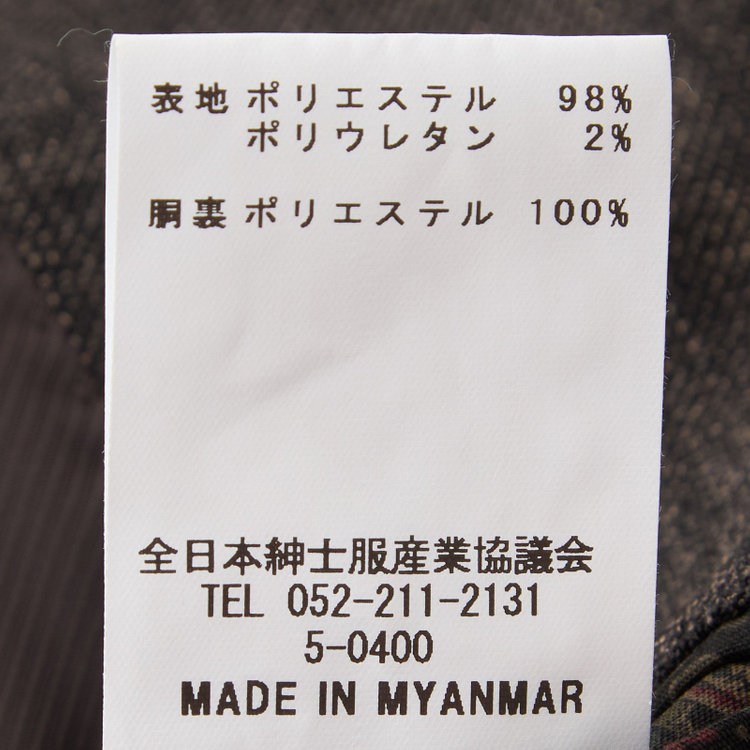 表地 ポリエステル 98%
ポリウレタン 2%
胴裏 ポリエステル 100%
全日本紳士服産業協議会
TEL 052-211-2131
5-0400
MADE IN MYANMAR